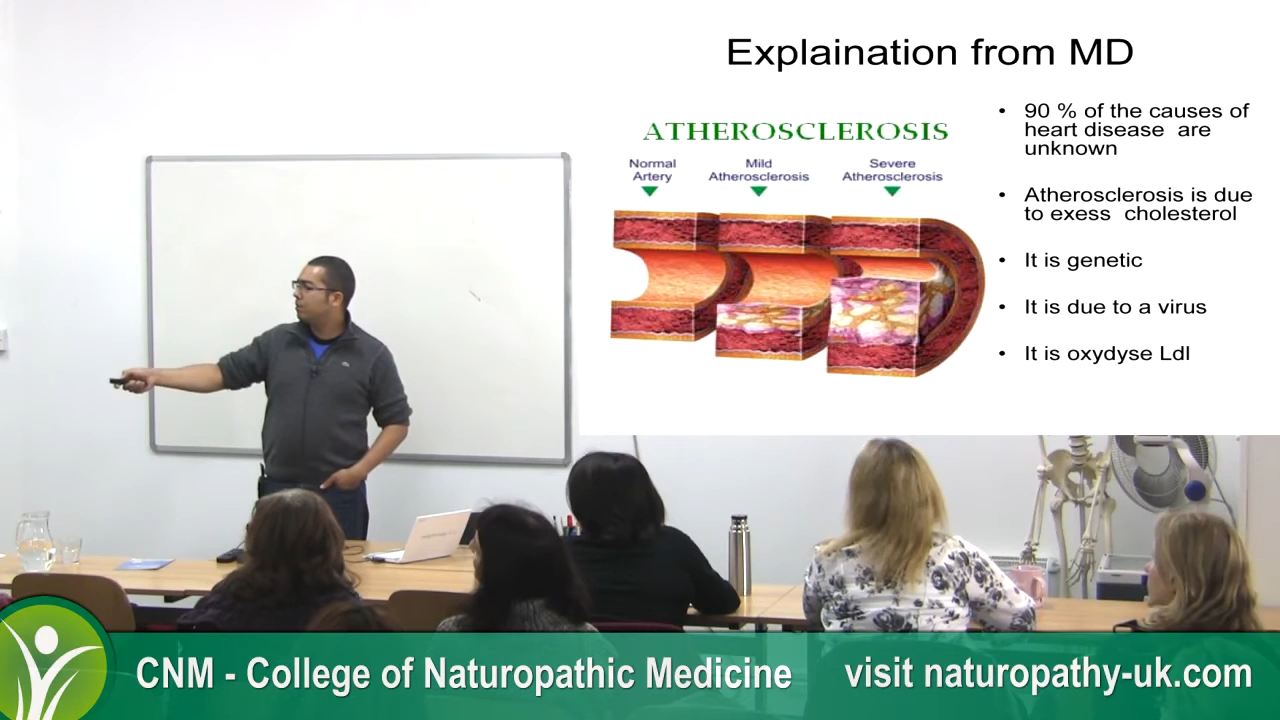 Explaination from MD
ATHEROSCLEROSIS
Normal
Artery
Mild
Atherosclerosis
Severe
Atherosclerosis
• 90 % of the causes of
heart disease are
unknown
• Atherosclerosis is due
to exess cholesterol
• It is genetic
• It is due to a virus
• It is oxydyse Ldl
CNM - College of Naturopathic Medicine
visit naturopathy-uk.com